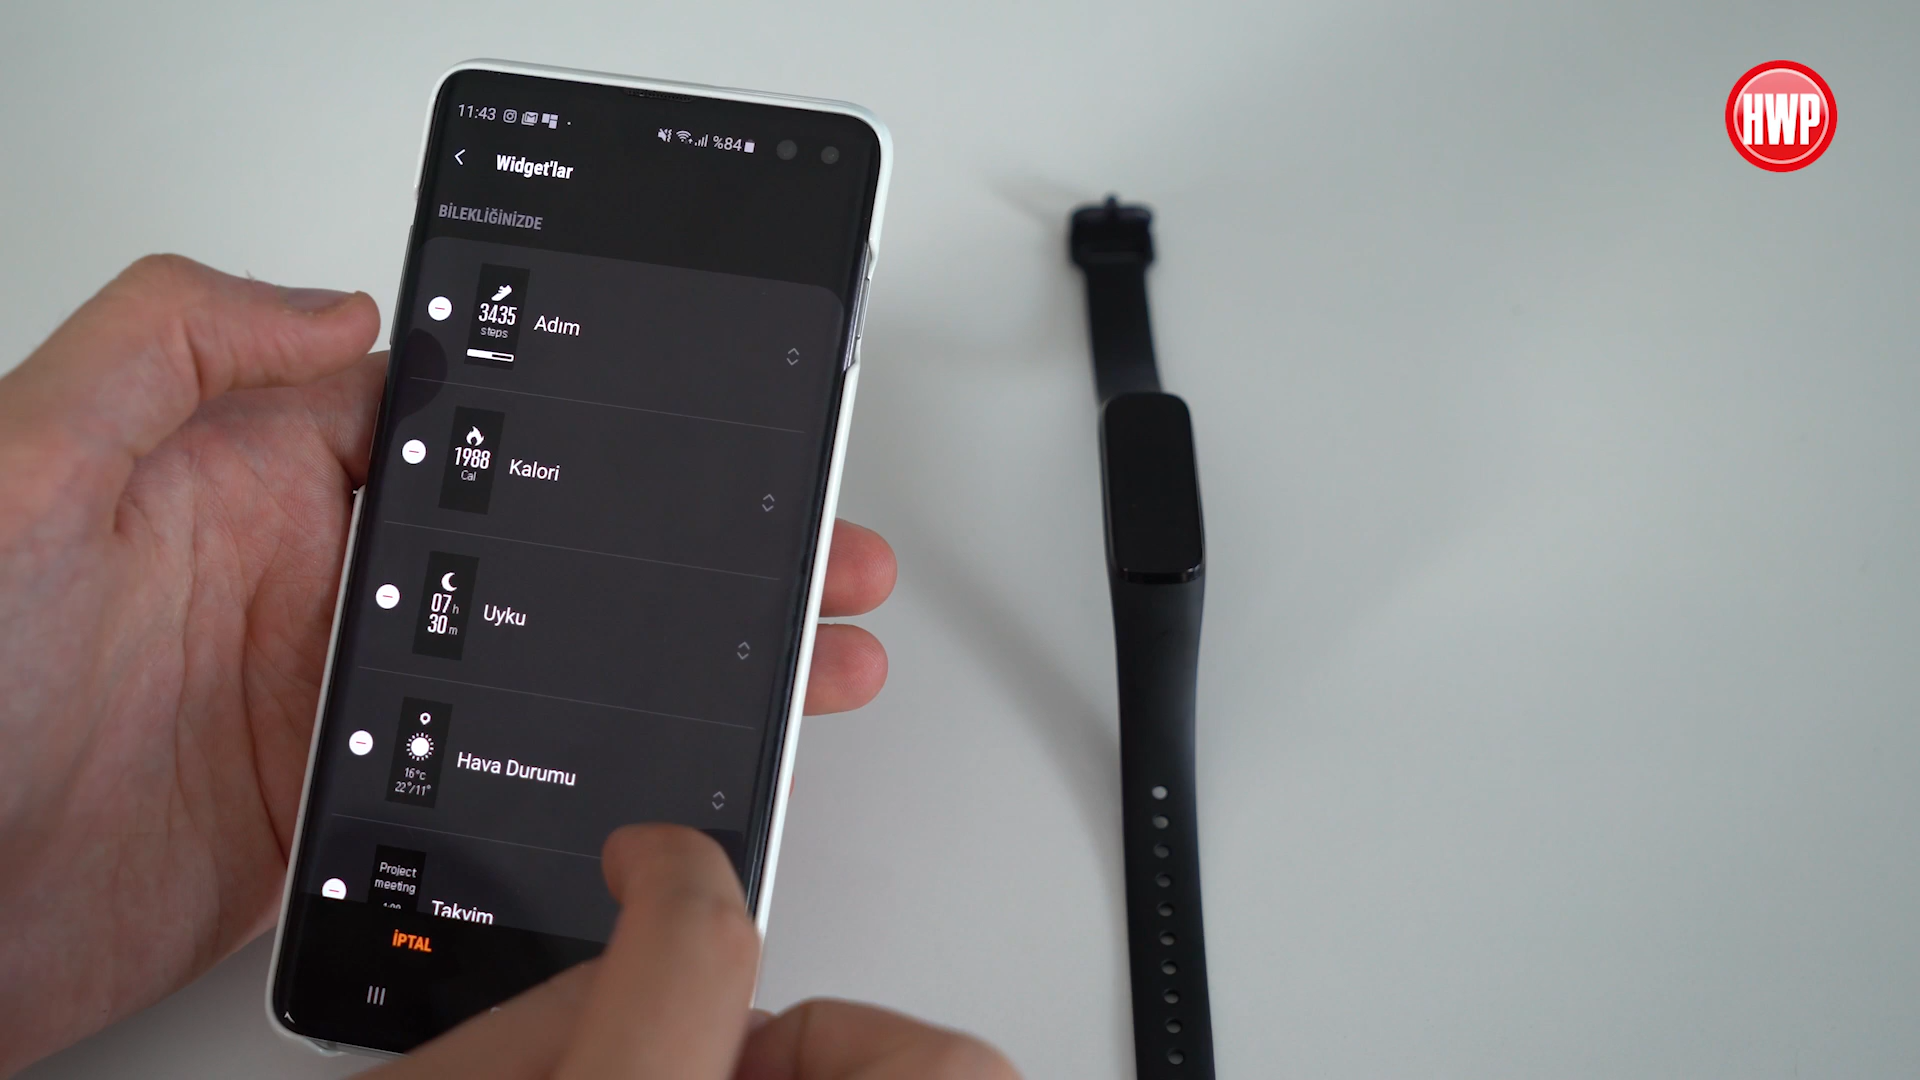 HWP
11:43
%84
Widget'lar
BİLEKLİĞİNİZDE
3435
steps
Adım
1988
Cal
Kalori
07 h
30 m
Uyku
16°c
22°/11°
Hava Durumu
Project
meeting
Takvim
İPTAL